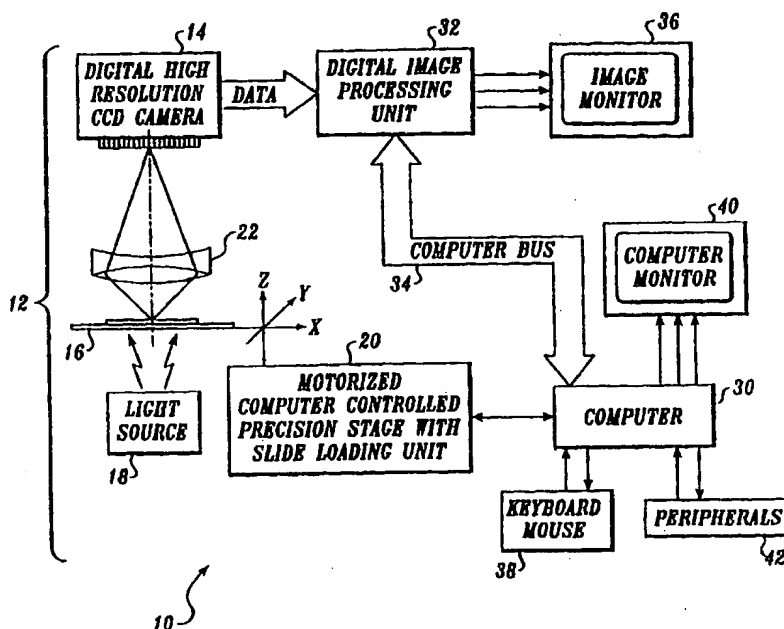 14
DIGITAL HIGH
RESOLUTION
CCD CAMERA
DATA
32
DIGITAL IMAGE
PROCESSING
UNIT
36
IMAGE
MONITOR
22
COMPUTER BUS
34
40
COMPUTER
MONITOR
12
Z
Y
X
16
20
MOTORIZED
COMPUTER CONTROLLED
PRECISION STAGE WITH
SLIDE LOADING UNIT
LIGHT
SOURCE
18
COMPUTER
30
KEYBOARD
MOUSE
38
PERIPHERALS
42
10